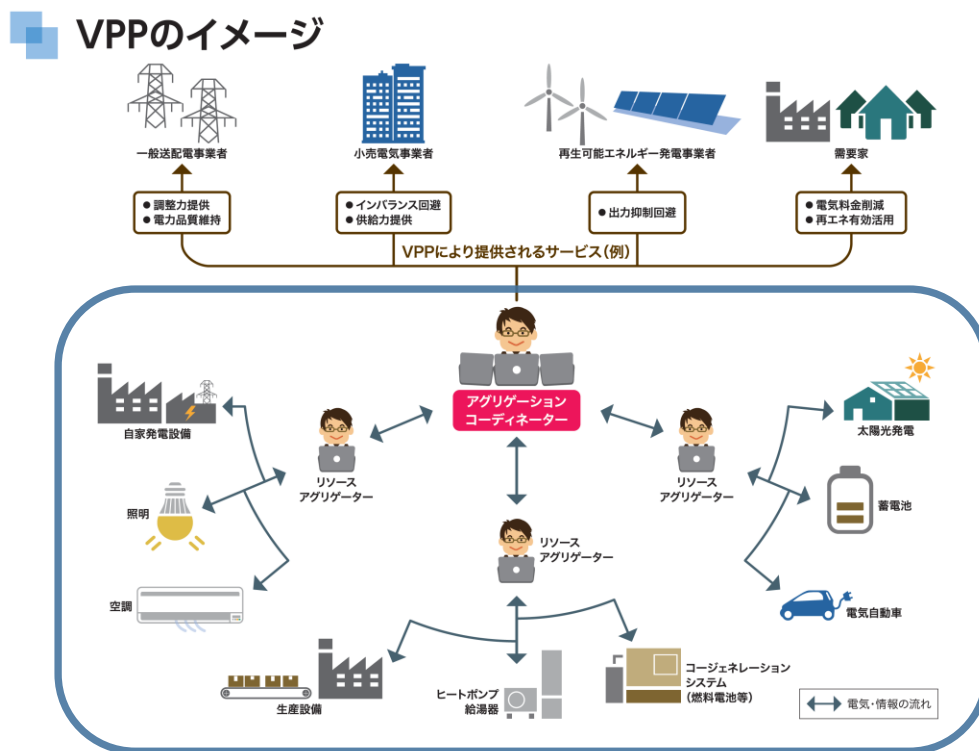 VPPのイメージ
一般送配電事業者
小売電気事業者
再生可能エネルギー発電事業者
需要家
● 調整力提供
● 電力品質維持
● インバランス回避
● 供給力提供
● 出力抑制回避
● 電気料金削減
● 再エネ有効活用
VPPにより提供されるサービス(例)
アグリゲーション
コーディネーター
自家発電設備
リソース
アグリゲーター
リソース
アグリゲーター
太陽光発電
照明
蓄電池
リソース
アグリゲーター
空調
電気自動車
生産設備
ヒートポンプ
給湯器
コージェネレーション
システム
(燃料電池等)
電気・情報の流れ